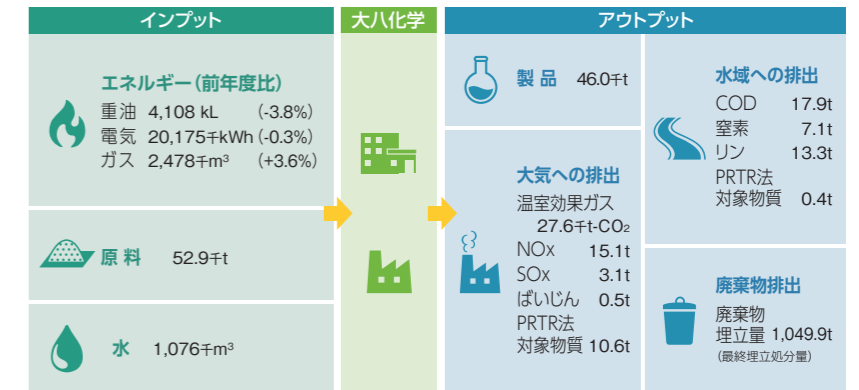 インプット
エネルギー(前年度比)
重油 4,108 kL (-3.8%)
電気 20,175千kWh (-0.3%)
ガス 2,478千m³ (+3.6%)
原料 52.9千t
水 1,076千m³
大八化学
アウトプット
製品 46.0千t
大気への排出
温室効果ガス
27.6千t-CO₂
NOx 15.1t
SOx 3.1t
ばいじん 0.5t
PRTR法
対象物質 10.6t
水域への排出
COD 17.9t
窒素 7.1t
リン 13.3t
PRTR法
対象物質 0.4t
廃棄物排出
廃棄物
埋立量 1,049.9t
(最終埋立処分量)